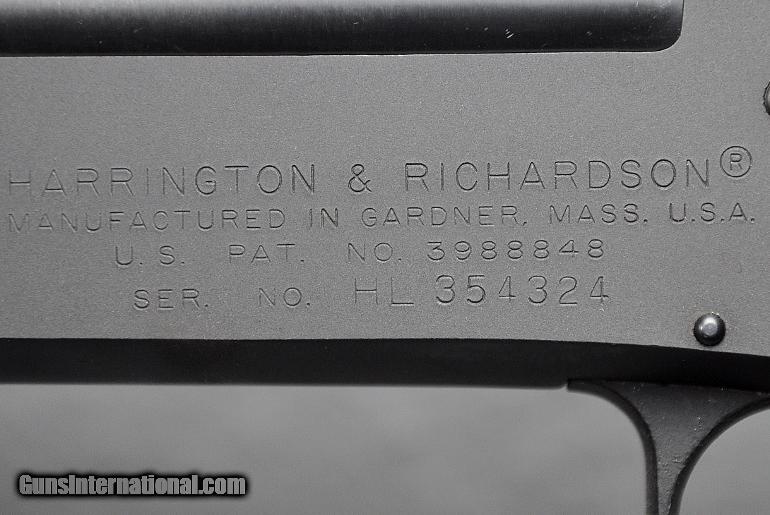 HARRINGTON & RICHARDSON®
MANUFACTURED IN GARDNER, MASS. U.S.A.
U.S. PAT. NO. 3988848
SER. NO. HL 354324
GunsInternational.com